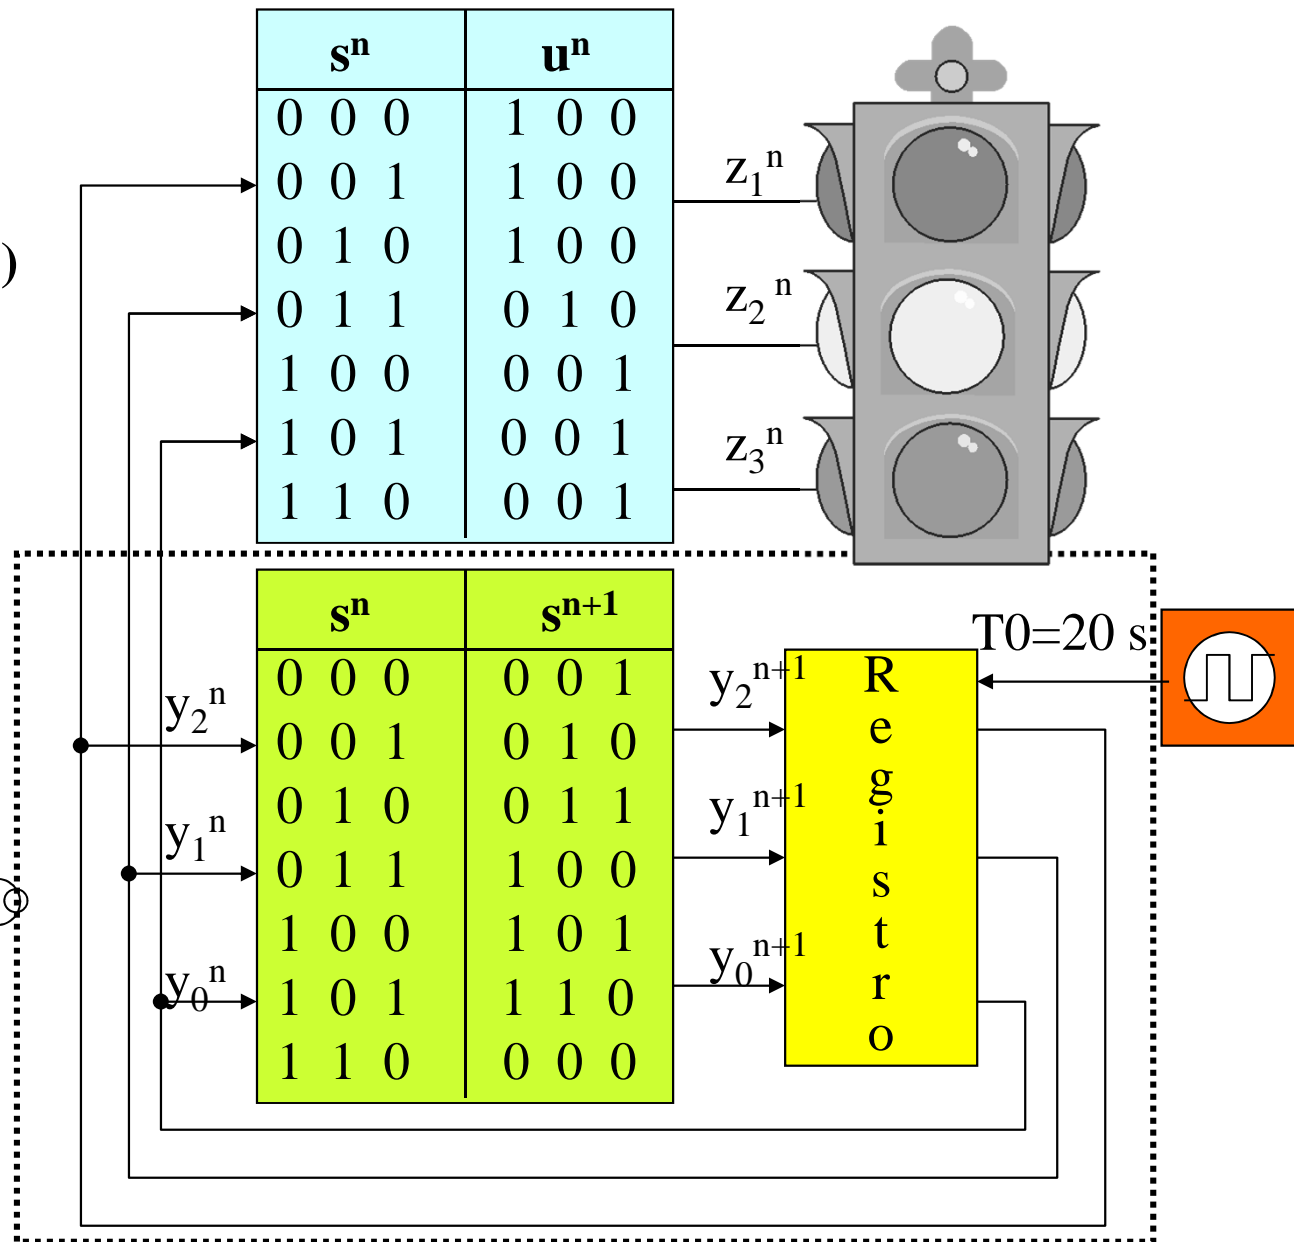 sⁿ uⁿ
0 0 0 1 0 0
0 0 1 1 0 0
0 1 0 1 0 0
0 1 1 0 1 0
1 0 0 0 0 1
1 0 1 0 0 1
1 1 0 0 0 1
z₁ⁿ
)
z₂ⁿ
z₃ⁿ
sⁿ sⁿ⁺¹
0 0 0 0 0 1
0 0 1 0 1 0
0 1 0 0 1 1
0 1 1 1 0 0
1 0 0 1 0 1
1 0 1 1 1 0
1 1 0 0 0 0
y₂ⁿ
y₁ⁿ
y₀ⁿ
y₂ⁿ⁺¹
y₁ⁿ⁺¹
y₀ⁿ⁺¹
R
e
g
i
s
t
r
o
T0=20 s